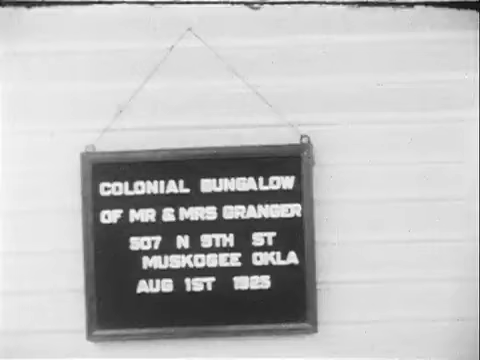 COLONIAL BUNGALOW
OF MR & MRS GRANGER
507 N 9TH ST
MUSKOGEE OKLA
AUG 1ST 1925